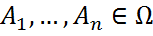 A₁, … , Aₙ ∈ Ω